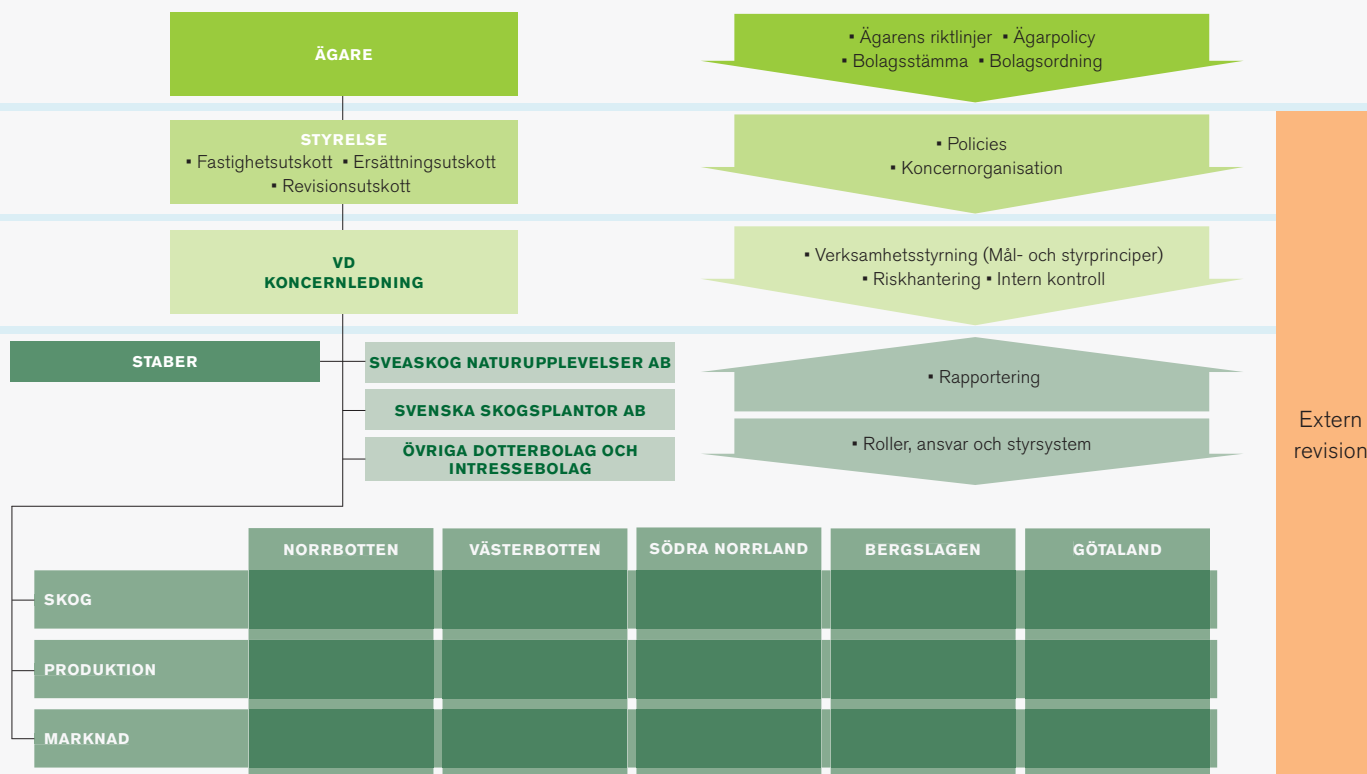 ÄGARE
▪ Ägarens riktlinjer ▪ Ägarpolicy
▪ Bolagsstämma ▪ Bolagsordning
STYRELSE
▪ Fastighetsutskott ▪ Ersättningsutskott
▪ Revisionsutskott
▪ Policies
▪ Koncernorganisation
VD
KONCERNLEDNING
▪ Verksamhetsstyrning (Mål- och styrprinciper)
▪ Riskhantering ▪ Intern kontroll
STABER
SVEASKOG NATURUPPLEVELSER AB
SVENSKA SKOGSPLANTOR AB
ÖVRIGA DOTTERBOLAG OCH
INTRESSEBOLAG
▪ Rapportering
▪ Roller, ansvar och styrsystem
Extern
revision
NORRBOTTEN
VÄSTERBOTTEN
SÖDRA NORRLAND
BERGSLAGEN
GÖTALAND
SKOG
PRODUKTION
MARKNAD